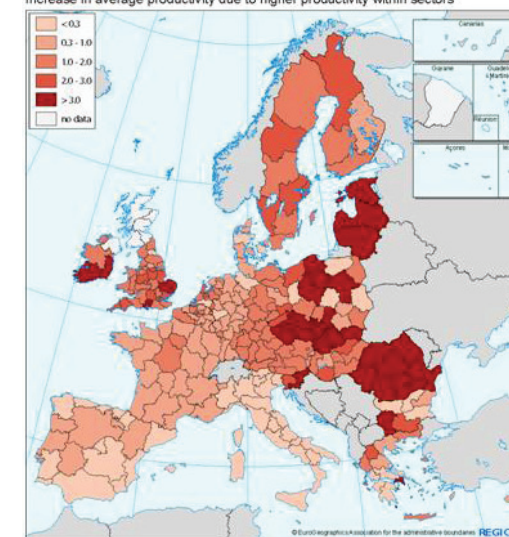 Increase in average productivity due to higher productivity within sectors
< 0.3
0.3 - 1.0
1.0 - 2.0
2.0 - 3.0
> 3.0
no data
Canarias
Guyane
Réunion
Açores
© EuroGeographics Association for the administrative boundaries REGIO